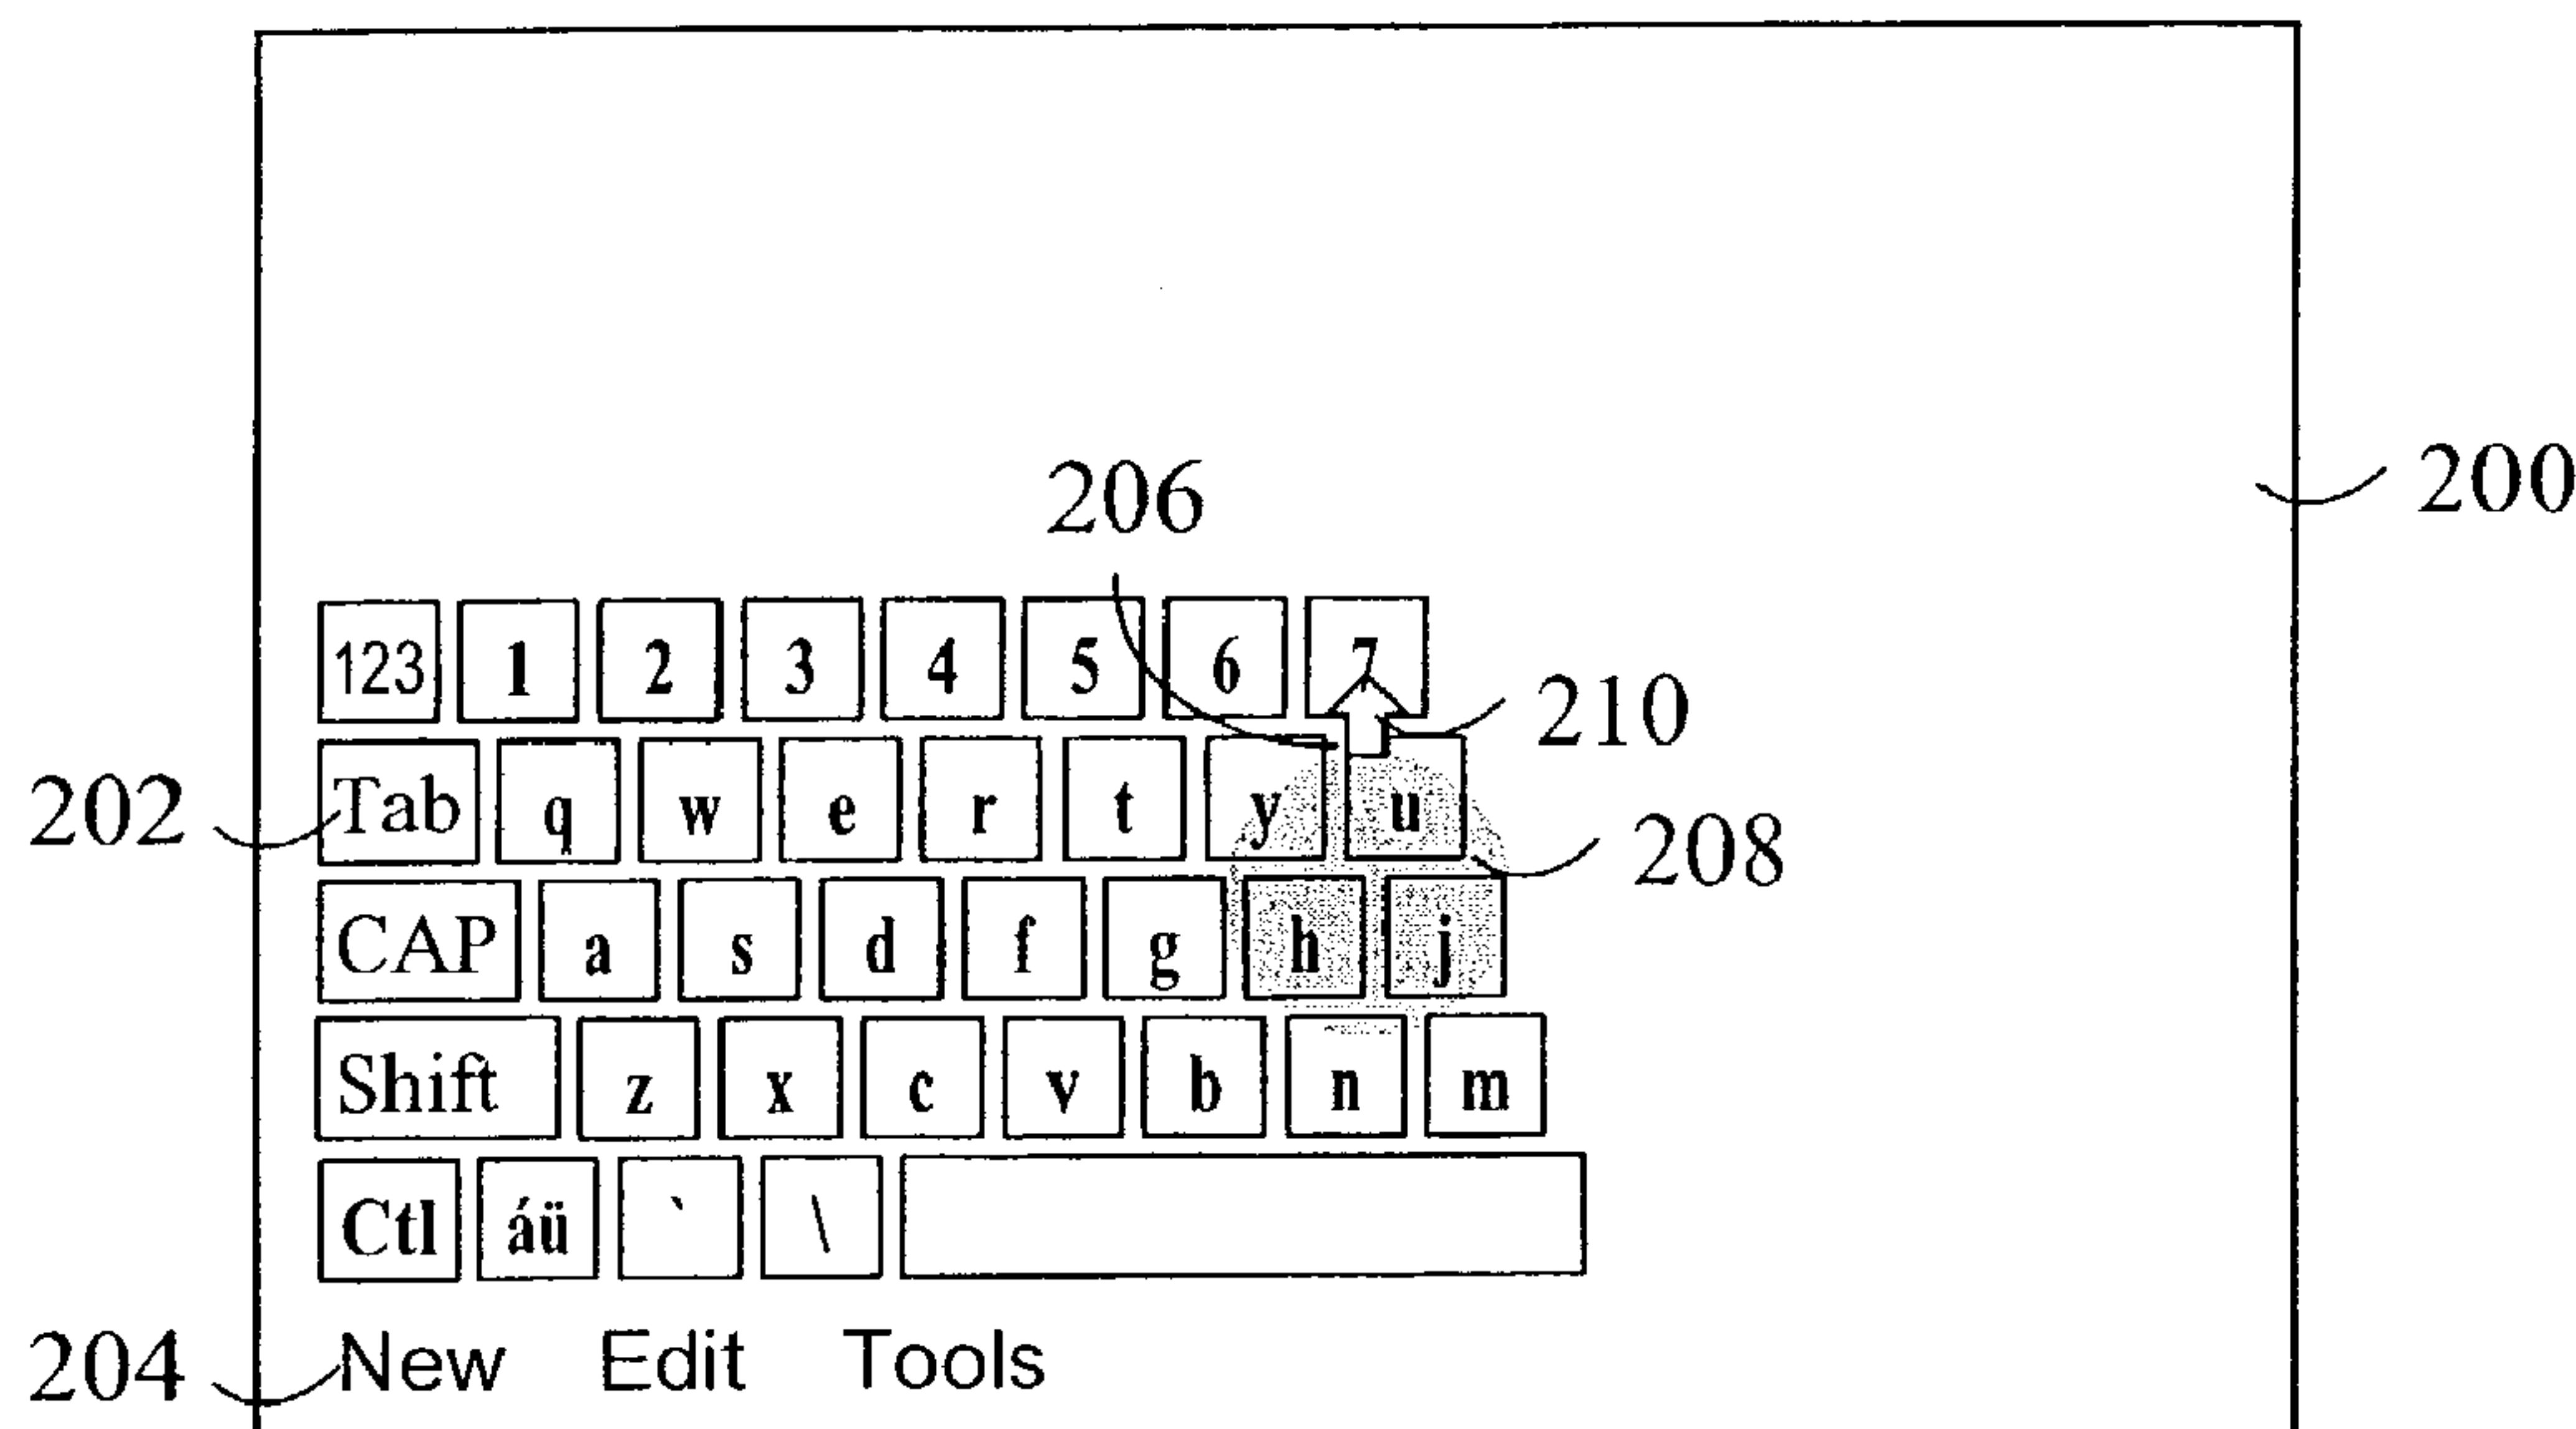 206
200
123 1 2 3 4 5 6 7
210
Tab q w e r t y u
202
208
CAP a s d f g h j
Shift z x c v b n m
Ctl áü ` \
204 New Edit Tools